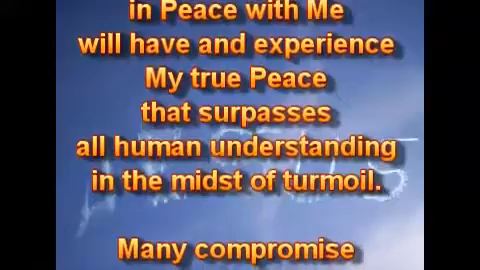 in Peace with Me
will have and experience
My true Peace
that surpasses
all human understanding
in the midst of turmoil.
Many compromise